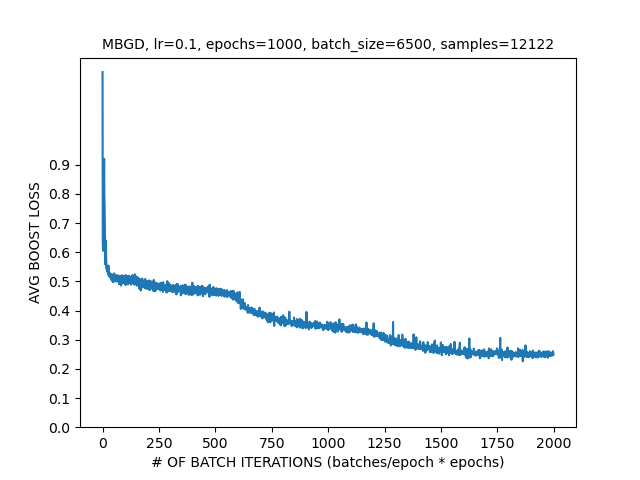 MBGD, lr=0.1, epochs=1000, batch_size=6500, samples=12122
AVG BOOST LOSS
0.9
0.8
0.7
0.6
0.5
0.4
0.3
0.2
0.1
0.0
0 250 500 750 1000 1250 1500 1750 2000
# OF BATCH ITERATIONS (batches/epoch * epochs)